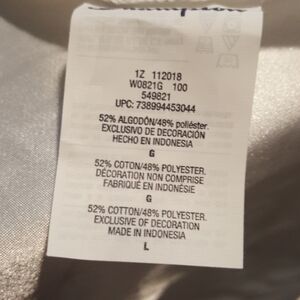 Champion
1Z 112018
W0821G 100
549821
UPC: 738994453044
52% ALGODÓN/48% poliéster.
EXCLUSIVO DE DECORACIÓN
HECHO EN INDONESIA
G
52% COTON/48% POLYESTER.
DÉCORATION NON COMPRISE
FABRIQUÉ EN INDONÉSIE
G
52% COTTON/48% POLYESTER
EXCLUSIVE OF DECORATION
MADE IN INDONESIA
L